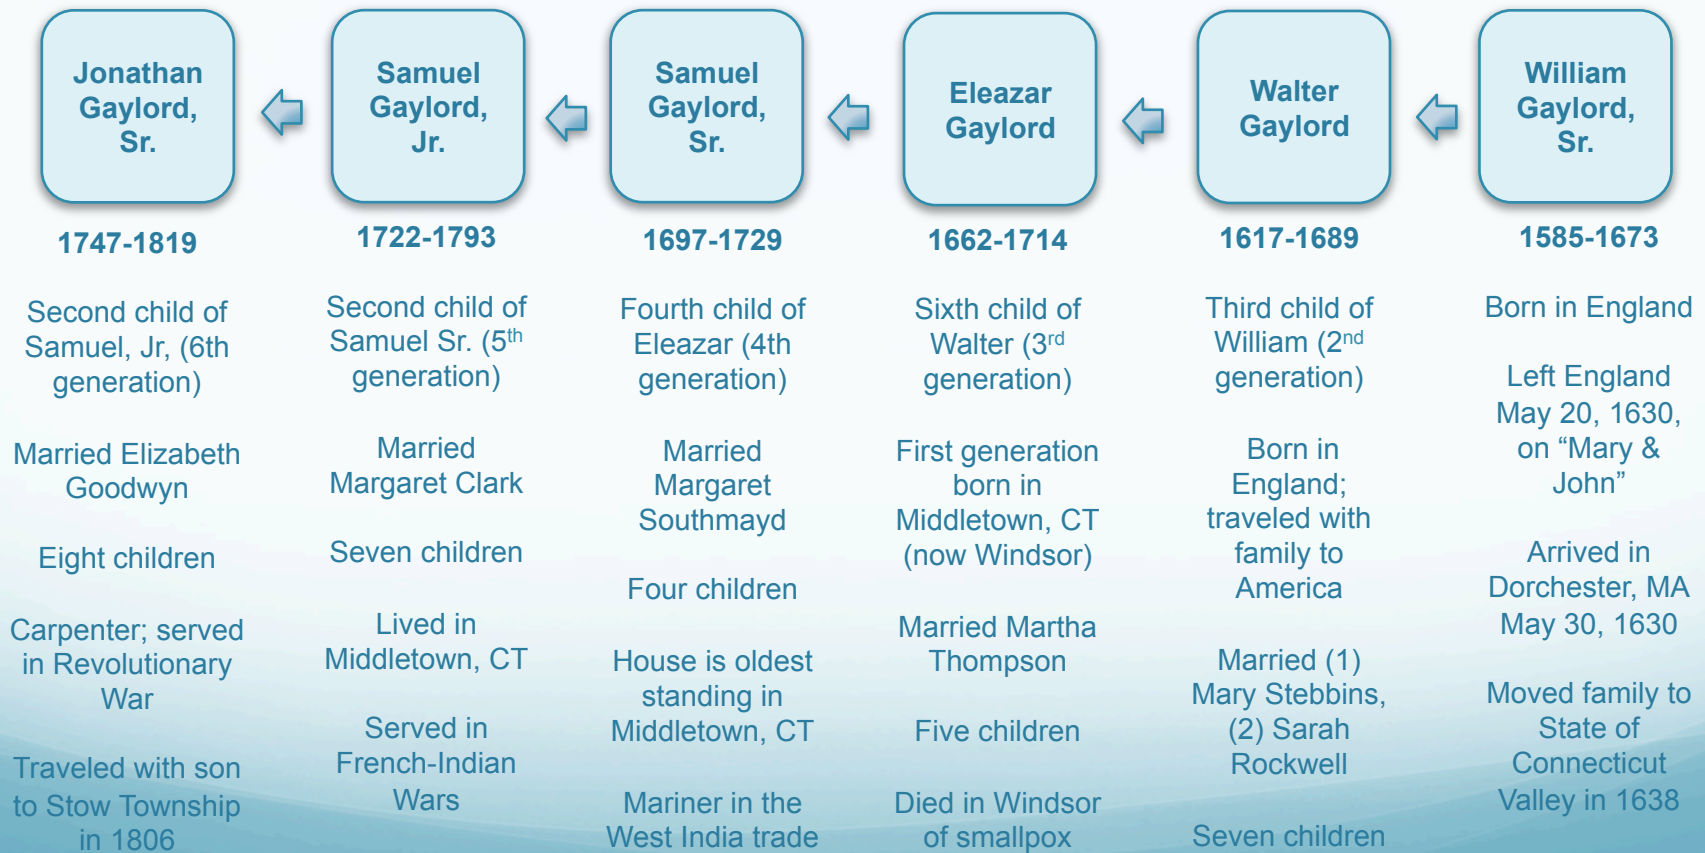 Jonathan
Gaylord,
Sr.
1747-1819
Second child of
Samuel, Jr, (6th
generation)
Married Elizabeth
Goodwyn
Eight children
Carpenter; served
in Revolutionary
War
Traveled with son
to Stow Township
in 1806
Samuel
Gaylord,
Jr.
1722-1793
Second child of
Samuel Sr. (5th
generation)
Married
Margaret Clark
Seven children
Lived in
Middletown, CT
Served in
French-Indian
Wars
Samuel
Gaylord,
Sr.
1697-1729
Fourth child of
Eleazar (4th
generation)
Married
Margaret
Southmayd
Four children
House is oldest
standing in
Middletown, CT
Mariner in the
West India trade
Eleazar
Gaylord
1662-1714
Sixth child of
Walter (3rd
generation)
First generation
born in
Middletown, CT
(now Windsor)
Married Martha
Thompson
Five children
Died in Windsor
of smallpox
Walter
Gaylord
1617-1689
Third child of
William (2nd
generation)
Born in
England;
traveled with
family to
America
Married (1)
Mary Stebbins,
(2) Sarah
Rockwell
Seven children
William
Gaylord,
Sr.
1585-1673
Born in England
Left England
May 20, 1630,
on “Mary &
John”
Arrived in
Dorchester, MA
May 30, 1630
Moved family to
State of
Connecticut
Valley in 1638